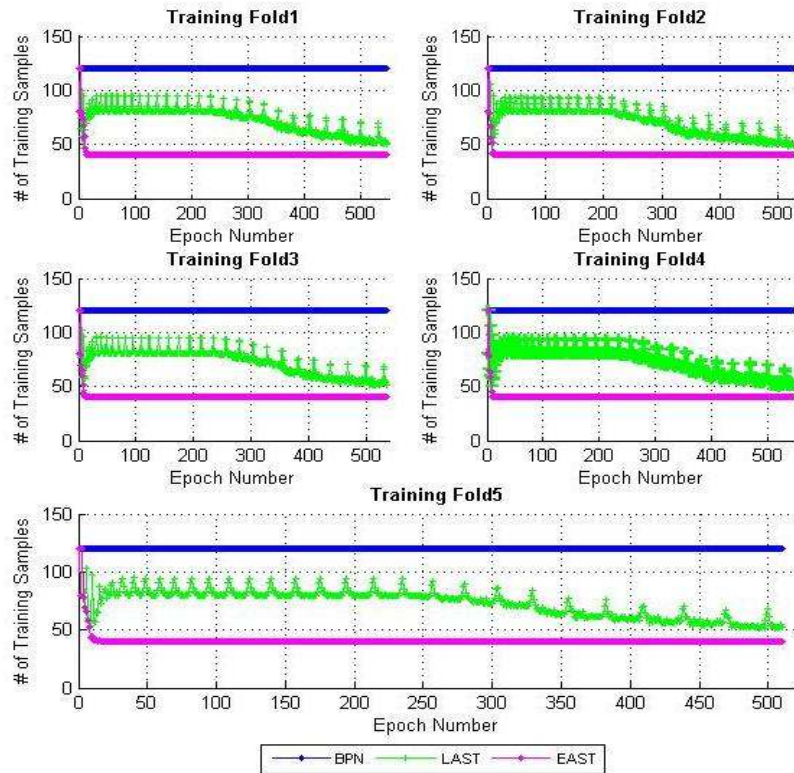 Training Fold1
Training Fold2
# of Training Samples
150
100
50
0
0 100 200 300 400 500
Epoch Number
# of Training Samples
150
100
50
0
0 100 200 300 400 500
Epoch Number
Training Fold3
Training Fold4
# of Training Samples
150
100
50
0
0 100 200 300 400 500
Epoch Number
# of Training Samples
150
100
50
0
0 100 200 300 400 500
Epoch Number
Training Fold5
# of Training Samples
150
100
50
0
0 50 100 150 200 250 300 350 400 450 500
Epoch Number
BPN LAST EAST